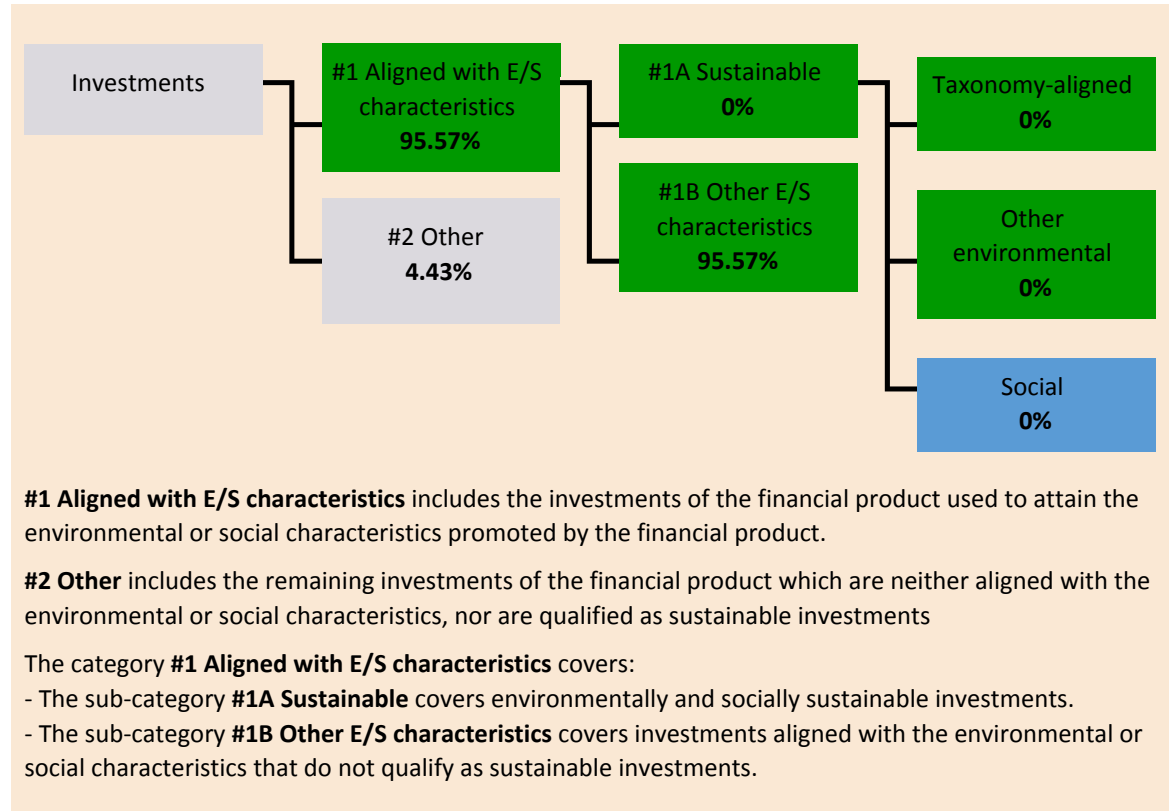 Investments
#1 Aligned with E/S
characteristics
95.57%
#2 Other
4.43%
#1A Sustainable
0%
#1B Other E/S
characteristics
95.57%
Taxonomy-aligned
0%
Other
environmental
0%
Social
0%
#1 Aligned with E/S characteristics includes the investments of the financial product used to attain the
environmental or social characteristics promoted by the financial product.
#2 Other includes the remaining investments of the financial product which are neither aligned with the
environmental or social characteristics, nor are qualified as sustainable investments
The category #1 Aligned with E/S characteristics covers:
- The sub-category #1A Sustainable covers environmentally and socially sustainable investments.
- The sub-category #1B Other E/S characteristics covers investments aligned with the environmental or
social characteristics that do not qualify as sustainable investments.